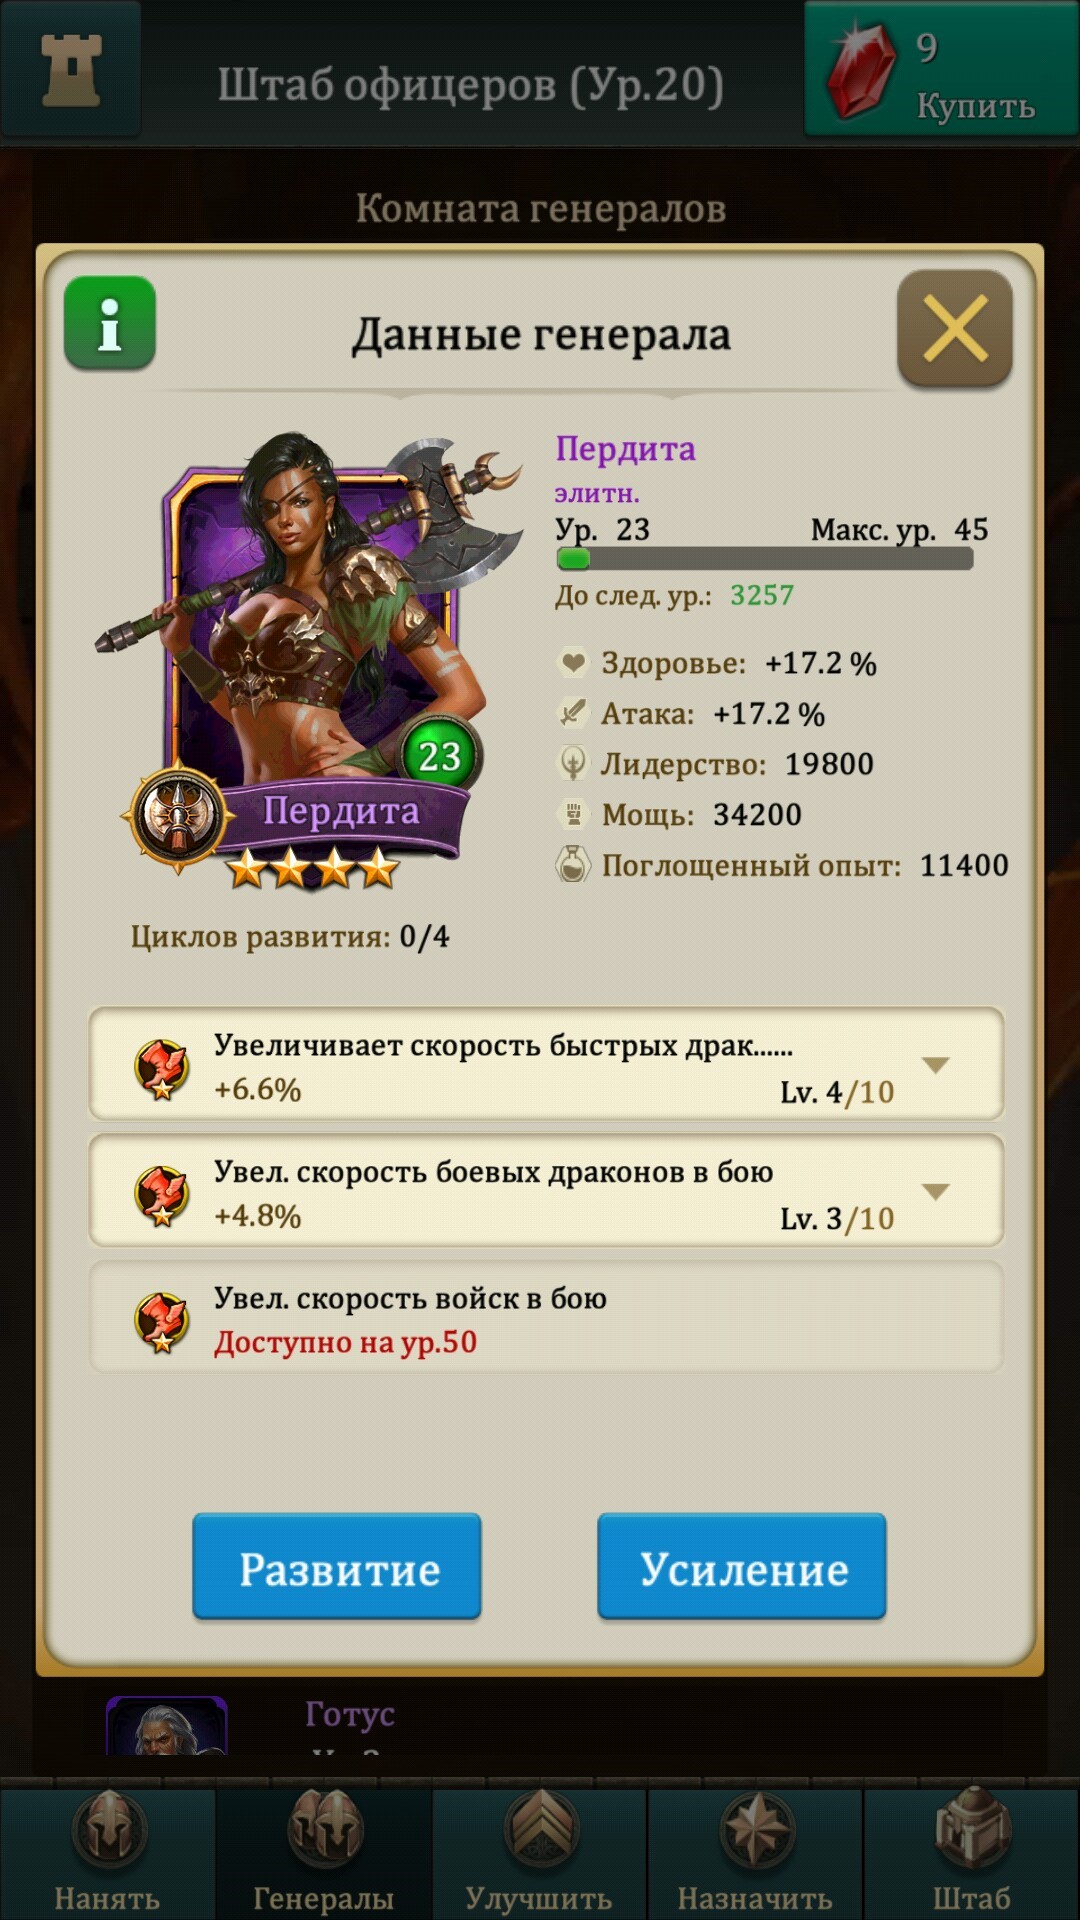 Штаб офицеров (Ур.20)
9
Купить
Комната генералов
i
Данные генерала
Пердита
элитн.
Ур. 23 Макс. ур. 45
До след. ур.: 3257
Здоровье: +17.2 %
Атака: +17.2 %
Лидерство: 19800
Мощь: 34200
Поглощенный опыт: 11400
23
Пердита
Циклов развития: 0/4
Увеличивает скорость быстрых драк......
+6.6% Lv. 4/10
Увел. скорость боевых драконов в бою
+4.8% Lv. 3/10
Увел. скорость войск в бою
Доступно на ур.50
Развитие Усиление
Готус
Нанять Генералы Улучшить Назначить Штаб